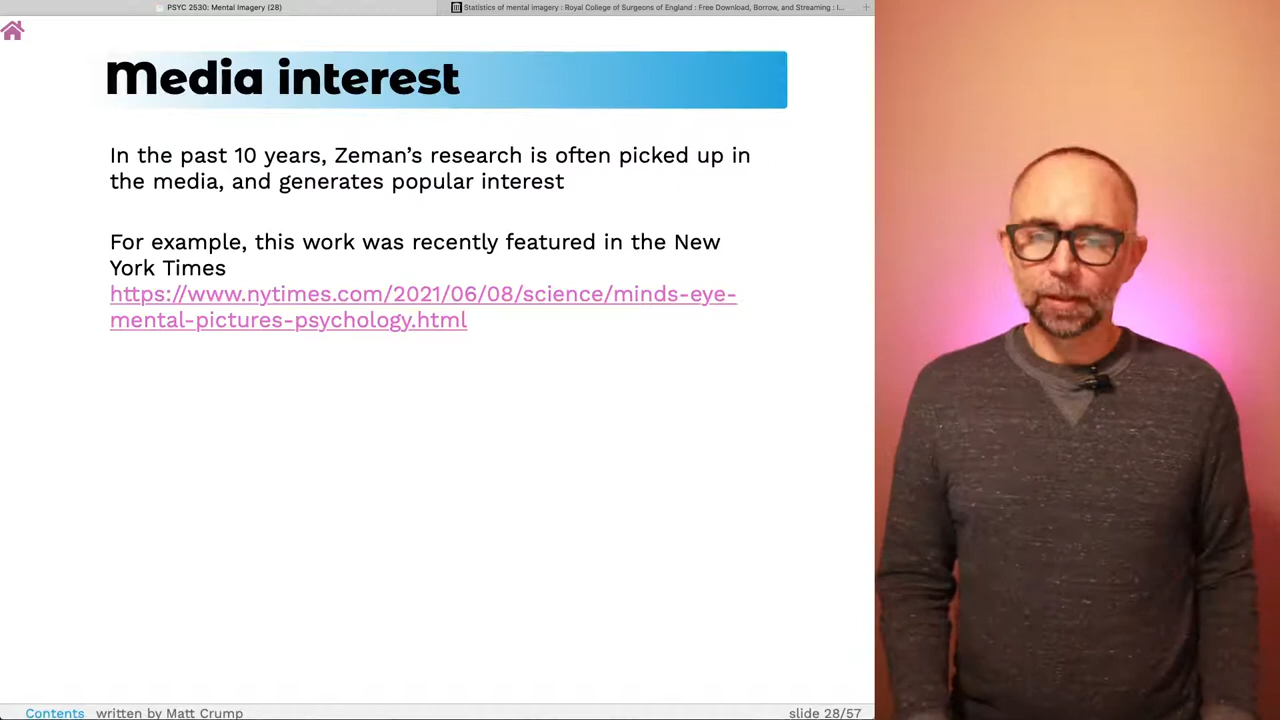 PSYC 2530: Mental Imagery (28)
Statistics of mental imagery : Royal College of Surgeons of England : Free Download, Borrow, and Streaming : I...
Media interest
In the past 10 years, Zeman’s research is often picked up in
the media, and generates popular interest
For example, this work was recently featured in the New
York Times
https://www.nytimes.com/2021/06/08/science/minds-eye-
mental-pictures-psychology.html
Contents written by Matt Crump
slide 28/57